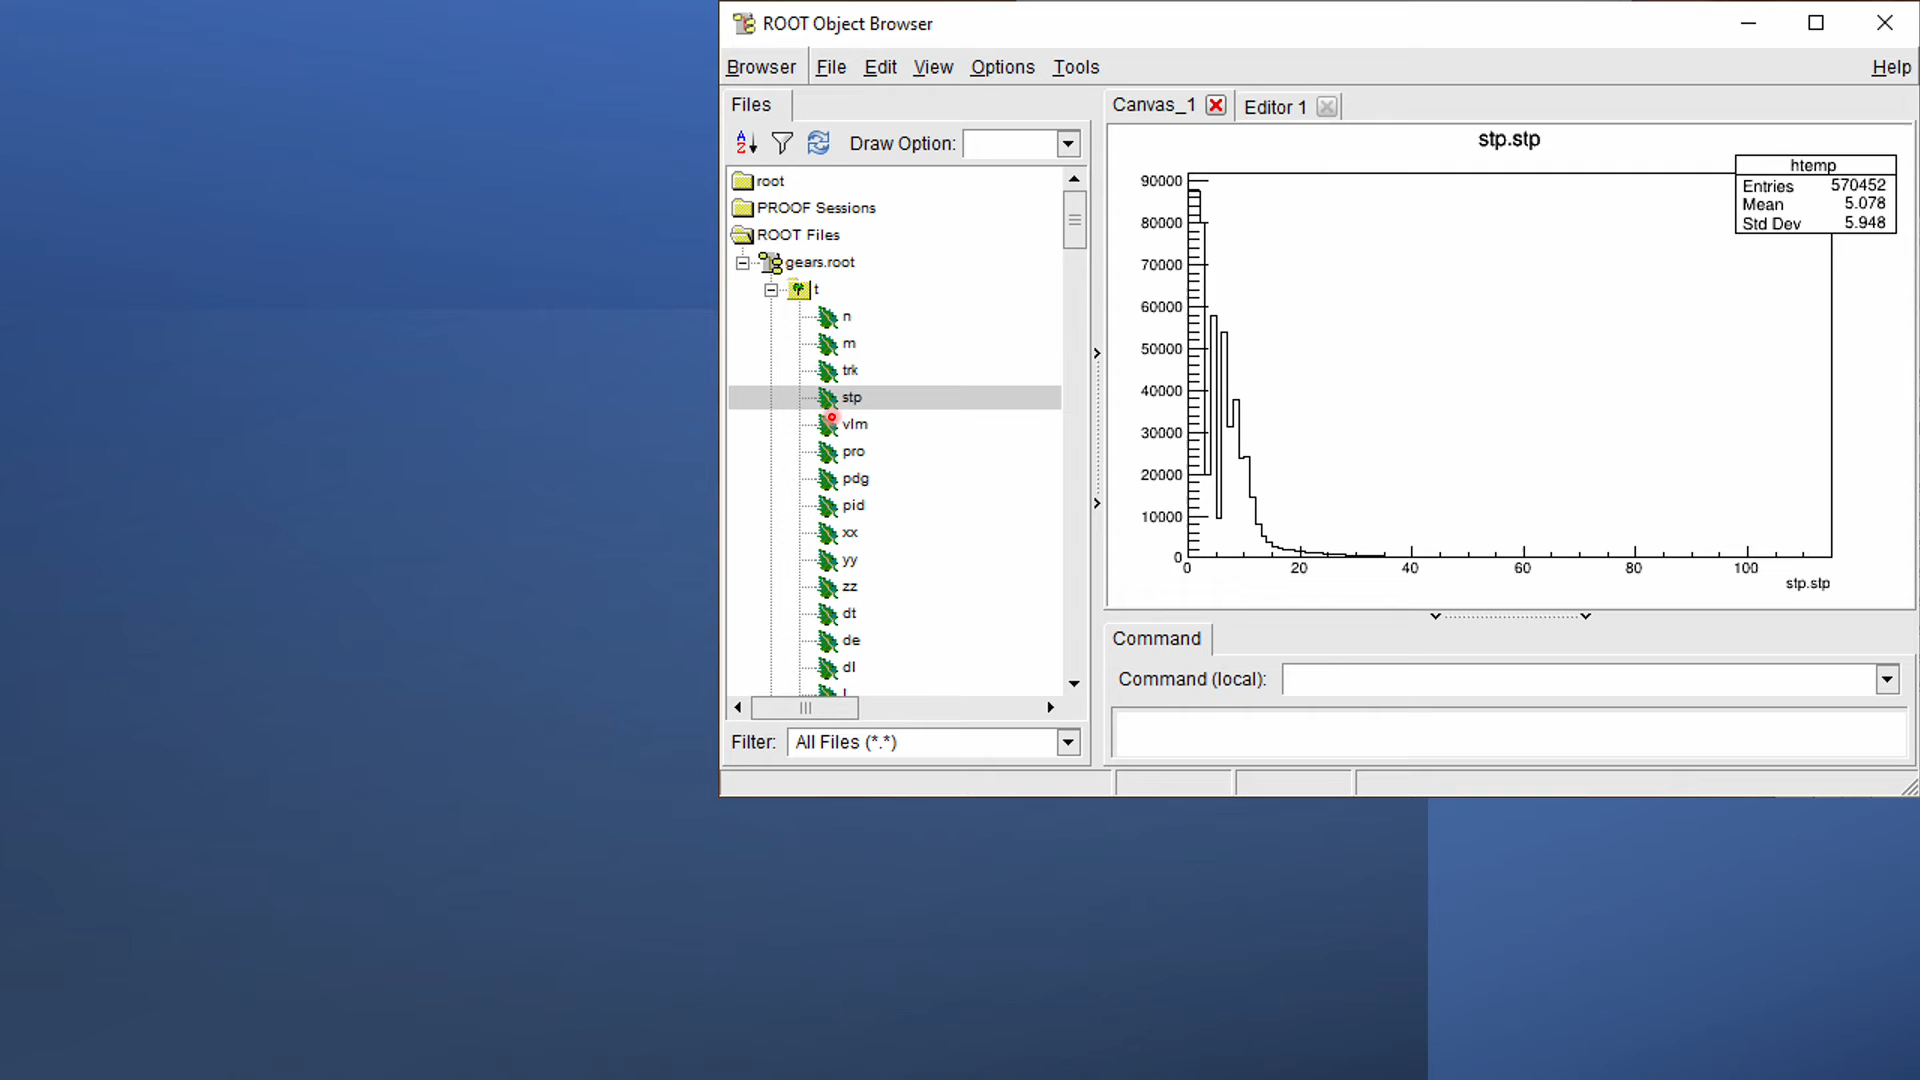 ROOT Object Browser
Browser File Edit View Options Tools Help
Files
Canvas_1 Editor 1
Draw Option:
root
PROOF Sessions
ROOT Files
gears.root
t
n
m
trk
stp
vlm
pro
pdg
pid
xx
yy
zz
dt
de
dl
Filter: All Files (*.*)
stp.stp
htemp
Entries 570452
Mean 5.078
Std Dev 5.948
90000
80000
70000
60000
50000
40000
30000
20000
10000
0
0 20 40 60 80 100
stp.stp
Command
Command (local):